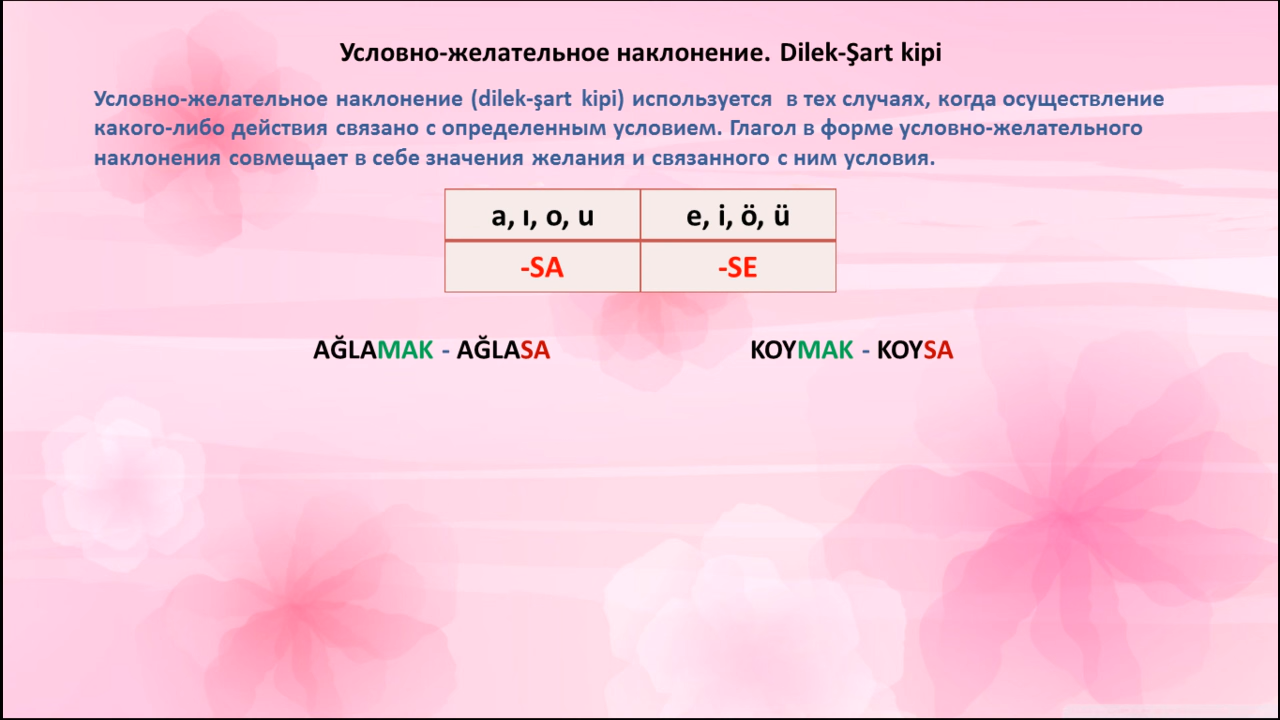 Условно-желательное наклонение. Dilek-Şart kipi
Условно-желательное наклонение (dilek-şart kipi) используется в тех случаях, когда осуществление
какого-либо действия связано с определенным условием. Глагол в форме условно-желательного
наклонения совмещает в себе значения желания и связанного с ним условия.
a, ı, o, u e, i, ö, ü
-SA -SE
AĞLAMAK - AĞLASA KOYMAK - KOYSA